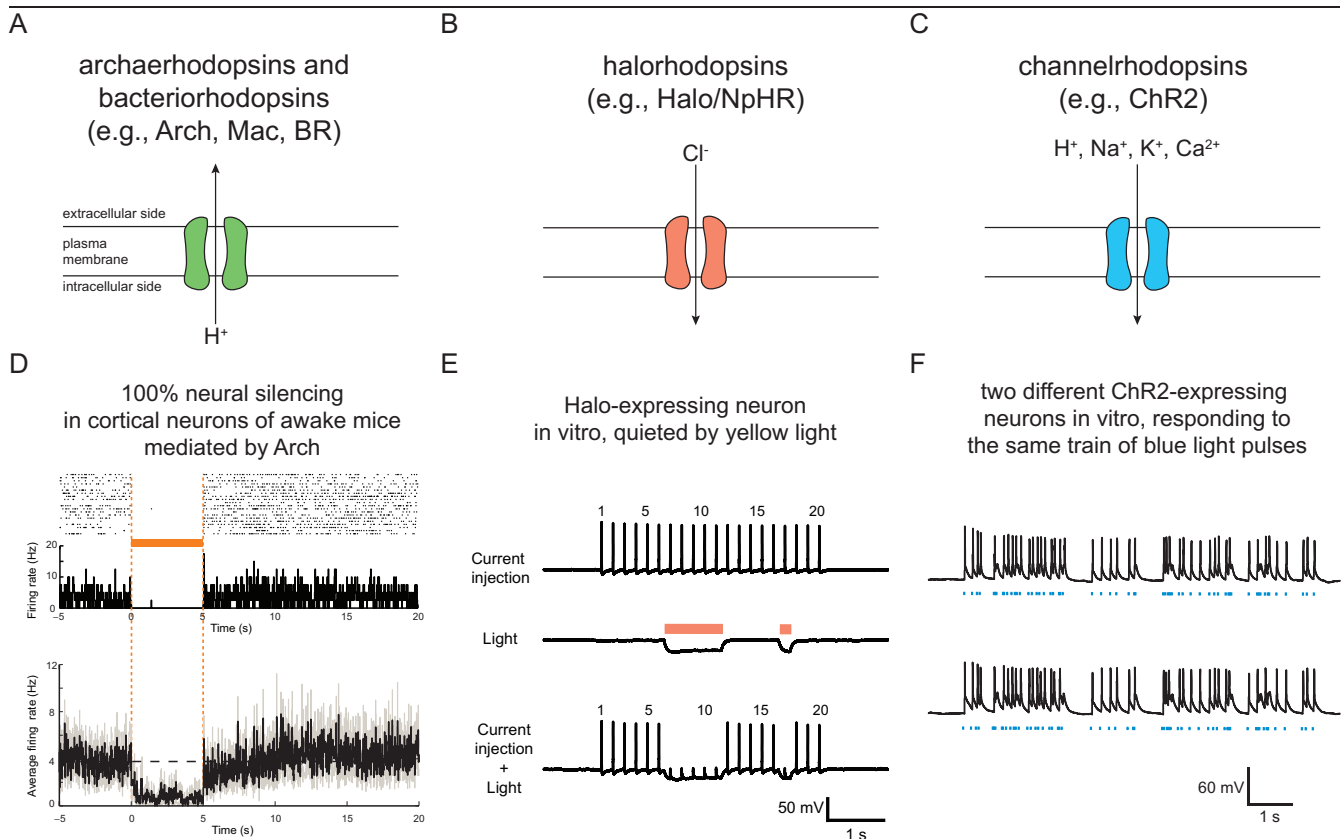 A
archaerhodopsins and
bacteriorhodopsins
(e.g., Arch, Mac, BR)
extracellular side
plasma
membrane
intracellular side
H⁺
B
halorhodopsins
(e.g., Halo/NpHR)
Cl⁻
C
channelrhodopsins
(e.g., ChR2)
H⁺, Na⁺, K⁺, Ca²⁺
D
100% neural silencing
in cortical neurons of awake mice
mediated by Arch
Firing rate (Hz)
20
10
0
−5 0 5 10 15 20
Time (s)
Average firing rate (Hz)
12
8
4
0
−5 0 5 10 15 20
Time (s)
E
Halo-expressing neuron
in vitro, quieted by yellow light
1 5 10 15 20
Current
injection
Light
1 5 10 15 20
Current
injection
+
Light
50 mV
1 s
F
two different ChR2-expressing
neurons in vitro, responding to
the same train of blue light pulses
60 mV
1 s